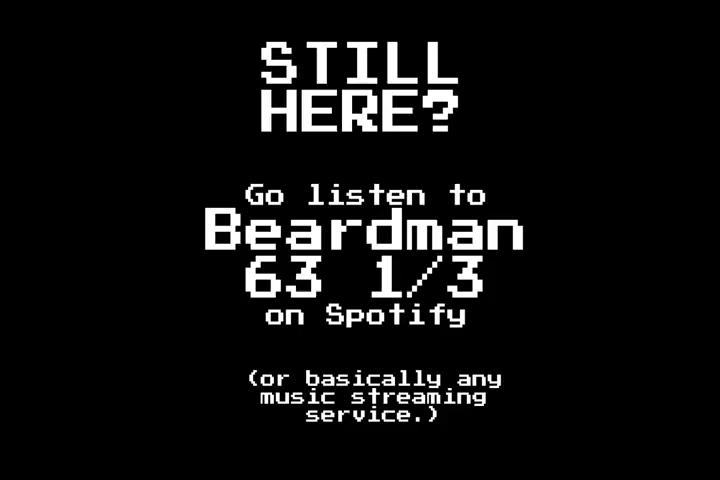 STILL
HERE?
Go listen to
Beardman
63 1/3
on Spotify
(or basically any
music streaming
service.)